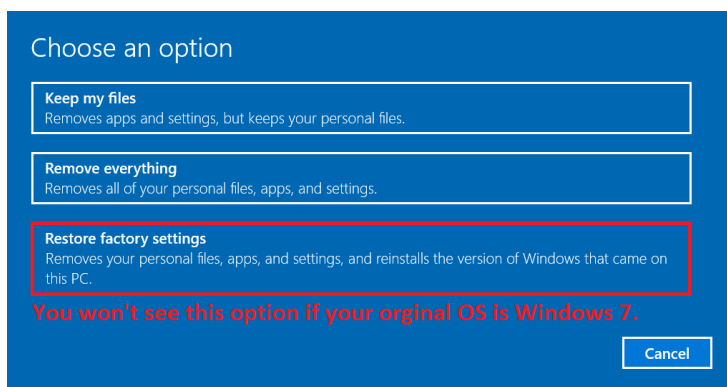 Choose an option
Keep my files
Removes apps and settings, but keeps your personal files.
Remove everything
Removes all of your personal files, apps, and settings.
Restore factory settings
Removes your personal files, apps, and settings, and reinstalls the version of Windows that came on
this PC.
You won't see this option if your orginal OS is Windows 7.
Cancel